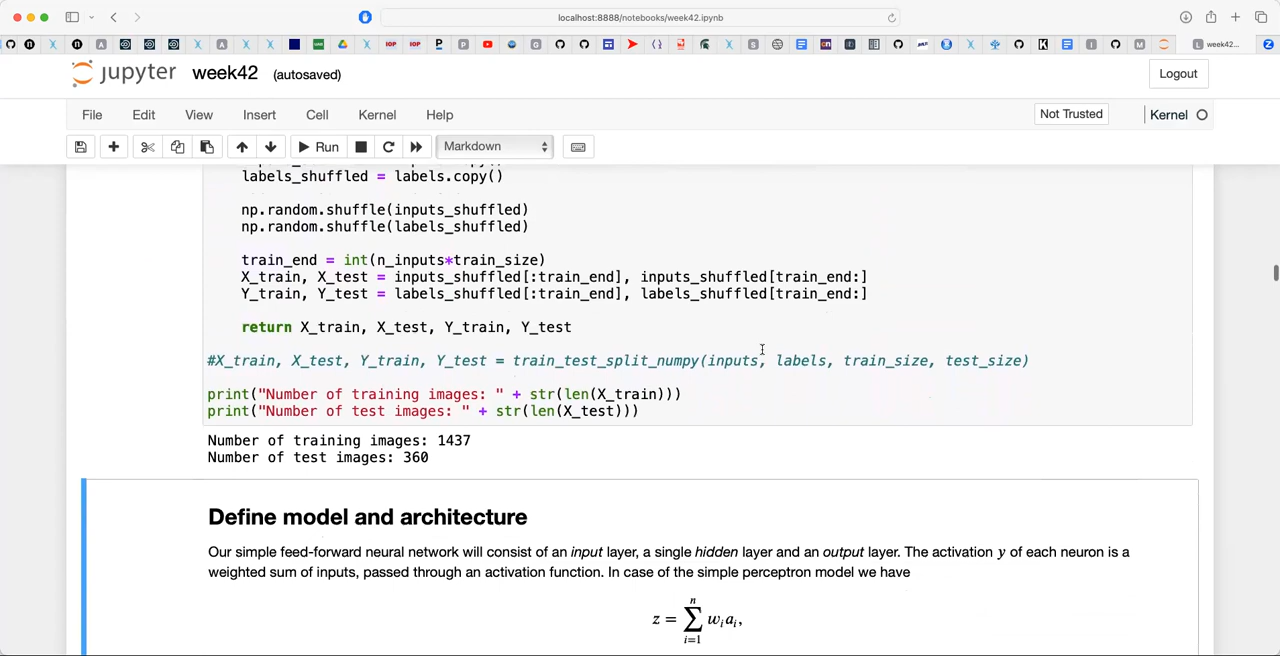 localhost:8888/notebooks/week42.ipynb
week42...
jupyter week42 (autosaved)
Logout
File Edit View Insert Cell Kernel Help
Not Trusted
Kernel
Run
Markdown
labels_shuffled = labels.copy()
np.random.shuffle(inputs_shuffled)
np.random.shuffle(labels_shuffled)
train_end = int(n_inputs*train_size)
X_train, X_test = inputs_shuffled[:train_end], inputs_shuffled[train_end:]
Y_train, Y_test = labels_shuffled[:train_end], labels_shuffled[train_end:]
return X_train, X_test, Y_train, Y_test
#X_train, X_test, Y_train, Y_test = train_test_split_numpy(inputs, labels, train_size, test_size)
print("Number of training images: " + str(len(X_train)))
print("Number of test images: " + str(len(X_test)))
Number of training images: 1437
Number of test images: 360
Define model and architecture
Our simple feed-forward neural network will consist of an input layer, a single hidden layer and an output layer. The activation y of each neuron is a
weighted sum of inputs, passed through an activation function. In case of the simple perceptron model we have
z = ∑_{i=1}^{n} w_i a_i,